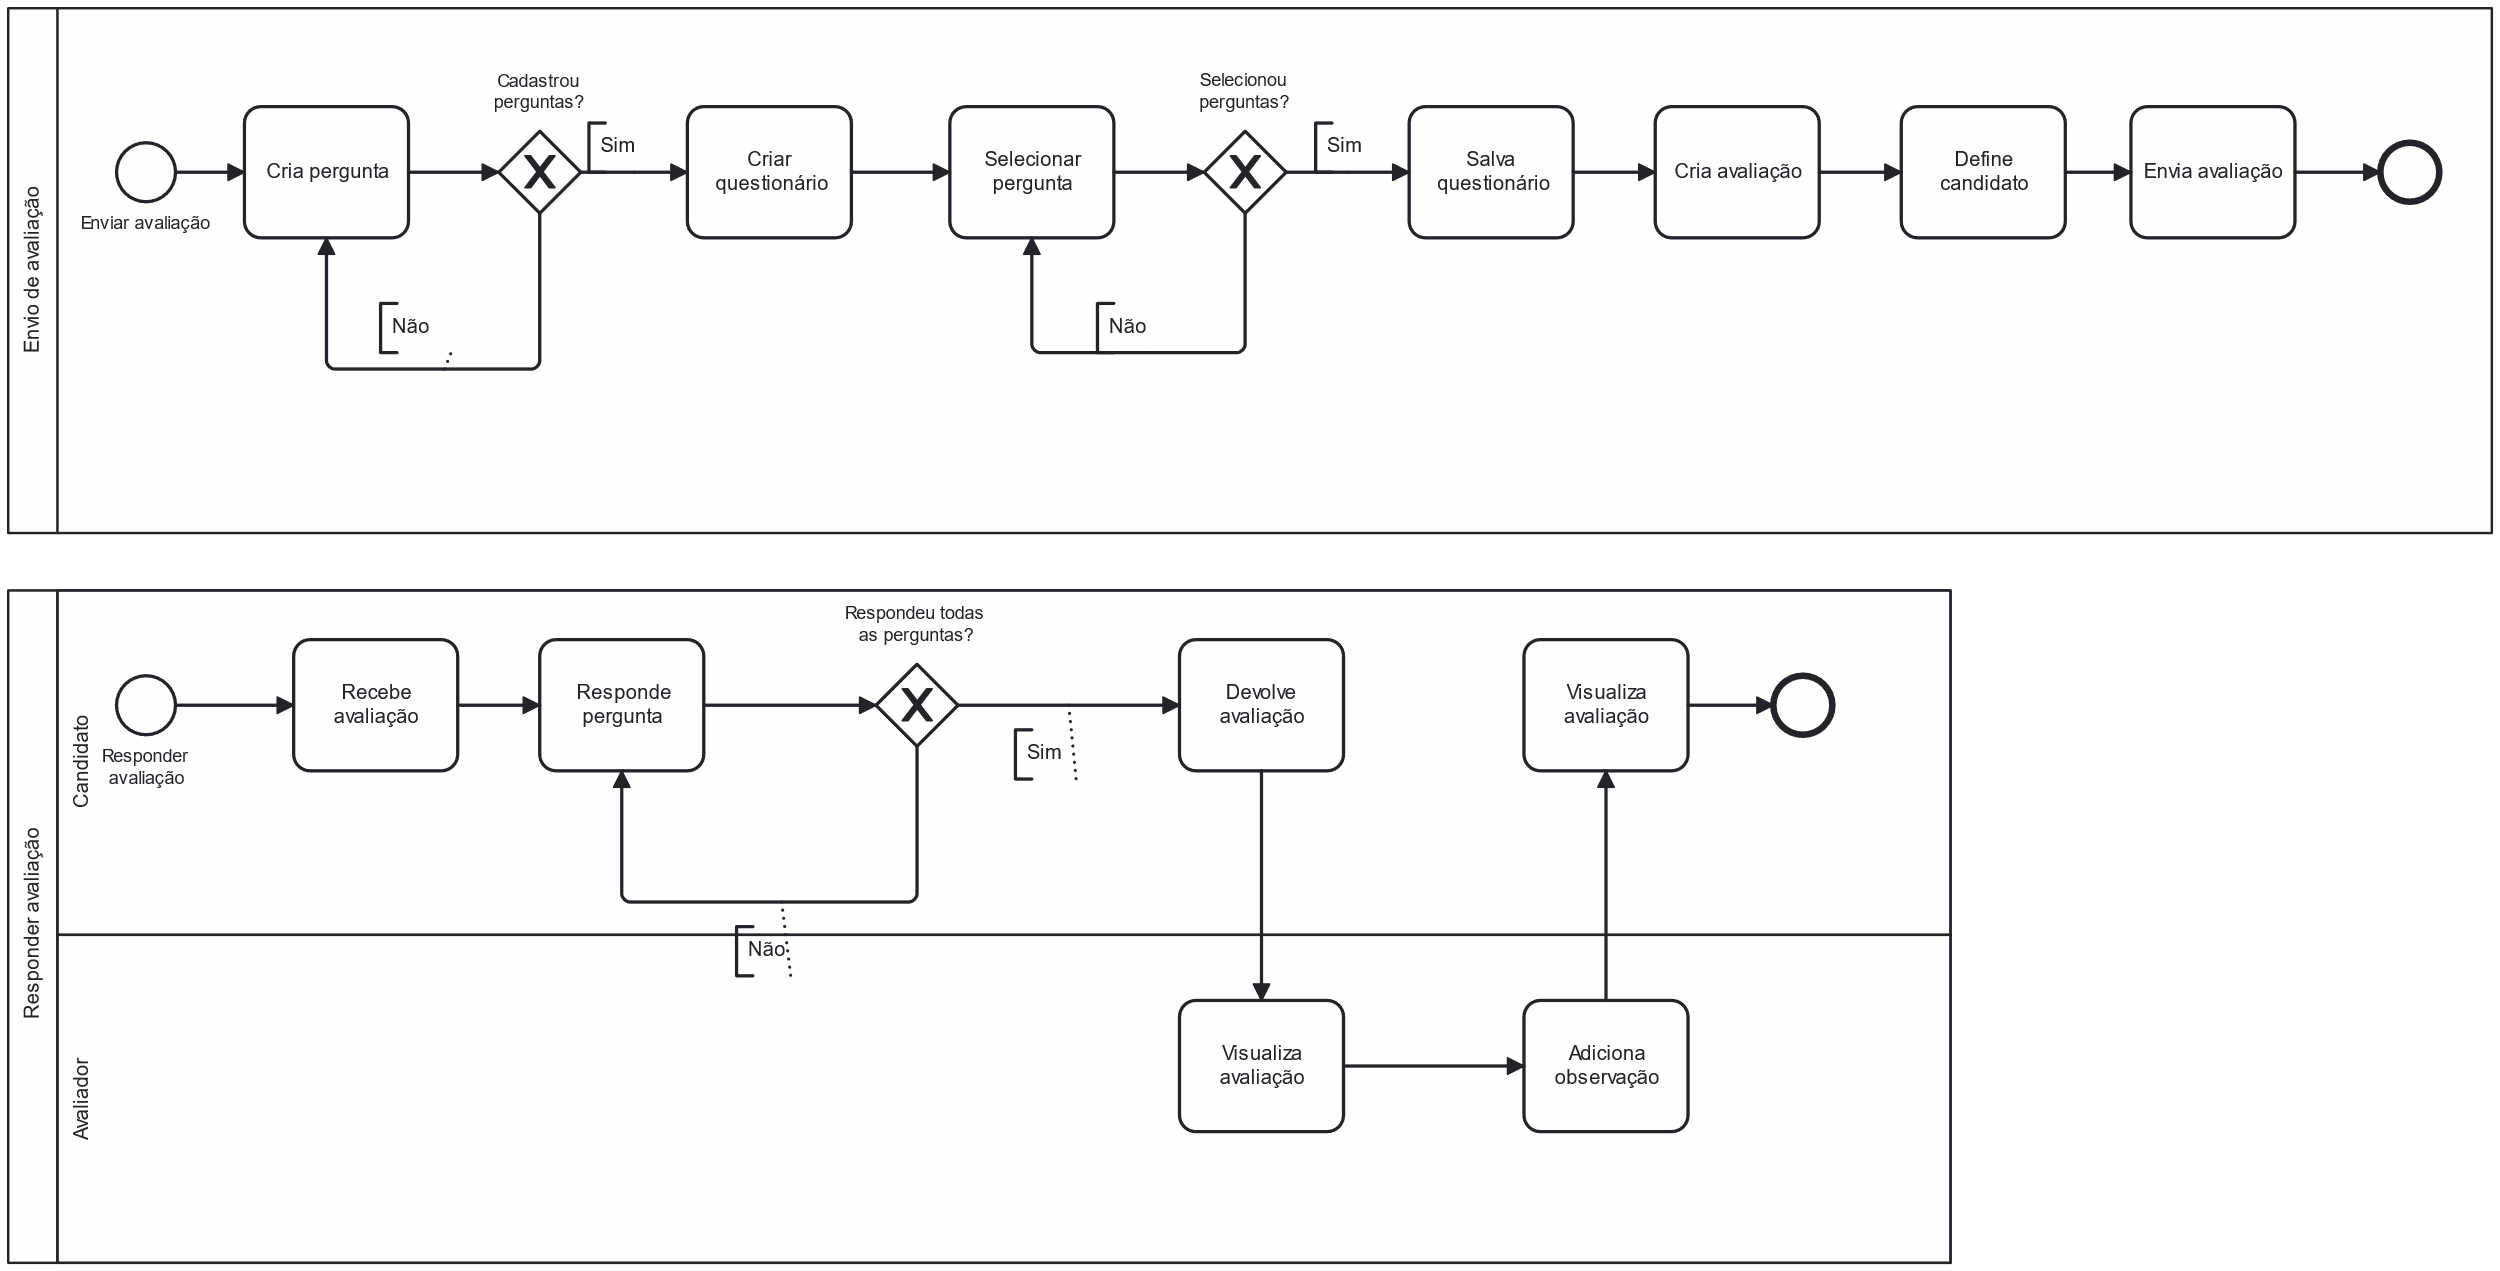 Envio de avaliação
Enviar avaliação
Cria pergunta
Cadastrou
perguntas?
Sim
Não
Criar
questionário
Selecionar
pergunta
Selecionou
perguntas?
Sim
Não
Salva
questionário
Cria avaliação
Define
candidato
Envia avaliação
Responder avaliação
Candidato
Responder
avaliação
Recebe
avaliação
Responde
pergunta
Respondeu todas
as perguntas?
Sim
Não
Devolve
avaliação
Visualiza
avaliação
Avaliador
Visualiza
avaliação
Adiciona
observação